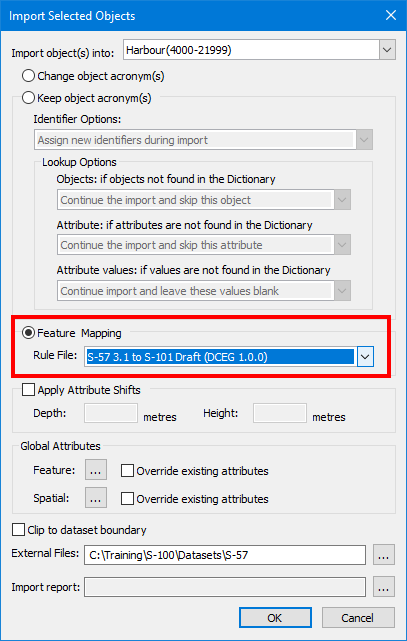 Import Selected Objects
Import object(s) into: Harbour(4000-21999)
Change object acronym(s)
Keep object acronym(s)
Identifier Options:
Assign new identifiers during import
Lookup Options
Objects: if objects not found in the Dictionary
Continue the import and skip this object
Attribute: if attributes are not found in the Dictionary
Continue the import and skip this attribute
Attribute values: if values are not found in the Dictionary
Continue import and leave these values blank
Feature Mapping
Rule File: S-57 3.1 to S-101 Draft (DCEG 1.0.0)
Apply Attribute Shifts
Depth: metres Height: metres
Global Attributes
Feature: ... Override existing attributes
Spatial: ... Override existing attributes
Clip to dataset boundary
External Files: C:\Training\S-100\Datasets\S-57 ...
Import report: ...
OK Cancel